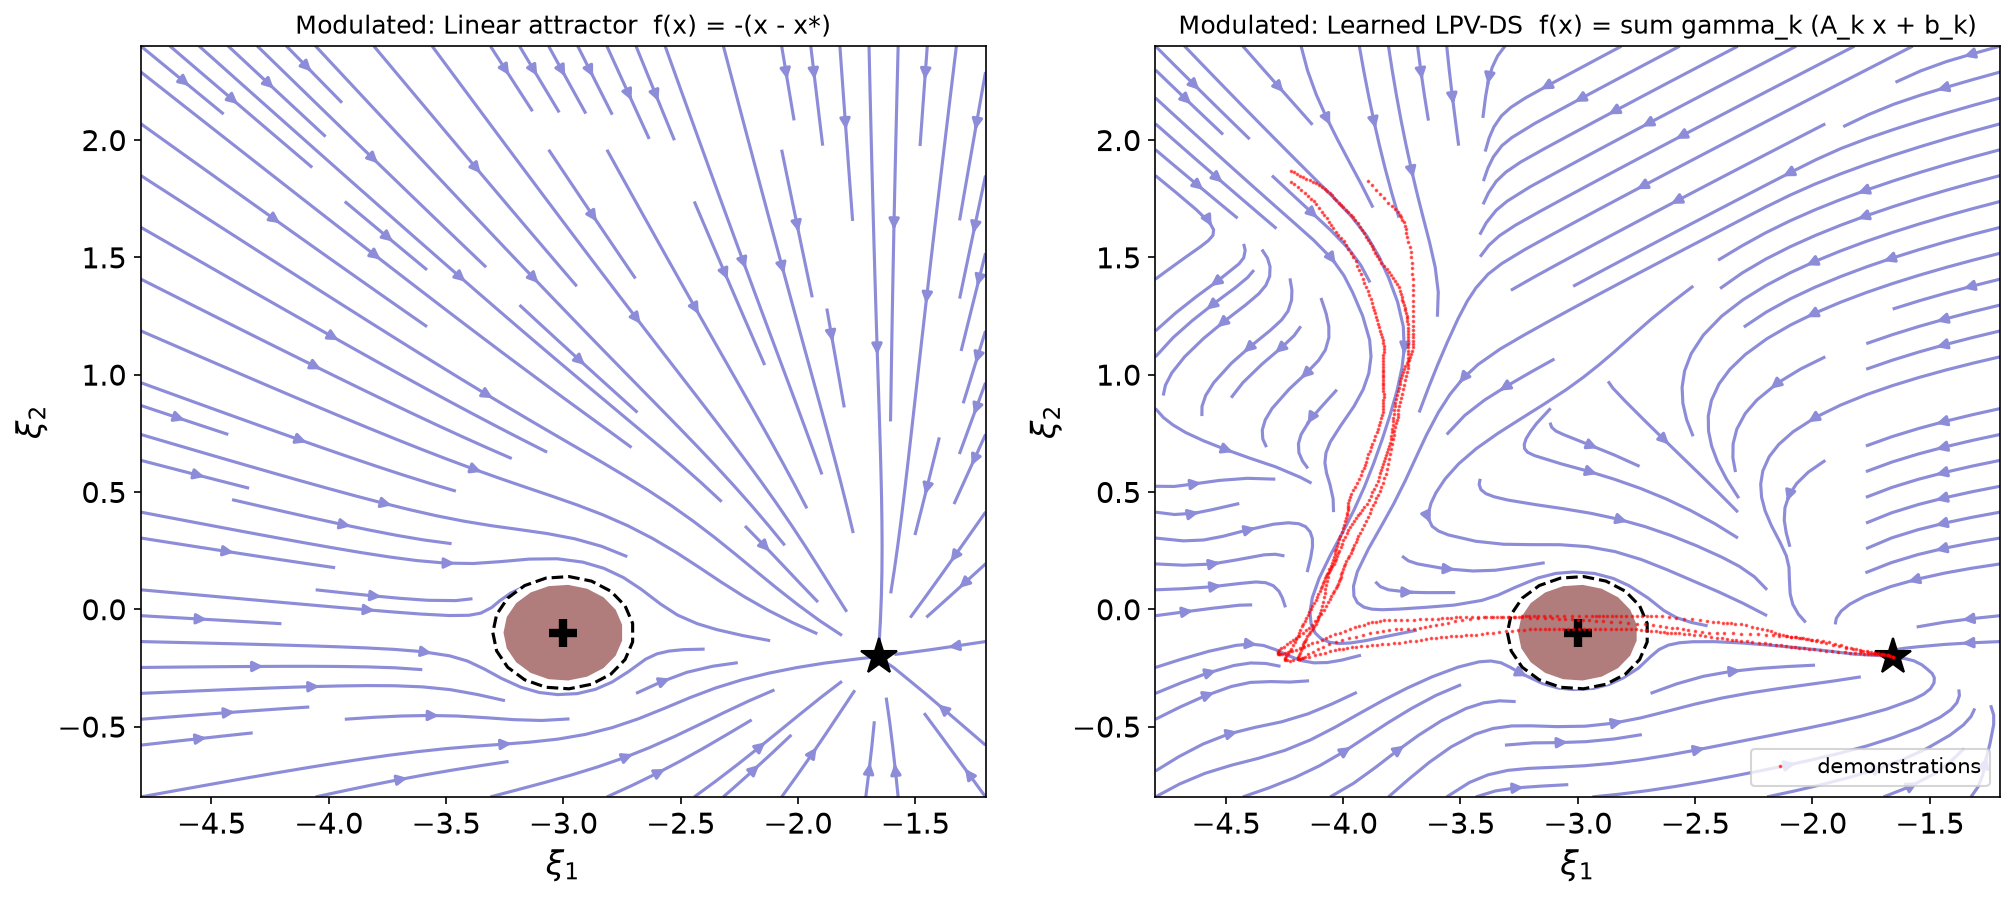 Modulated: Linear attractor  f(x) = -(x - x*)
2.0
1.5
1.0
0.5
0.0
−0.5
ξ2
−4.5 −4.0 −3.5 −3.0 −2.5 −2.0 −1.5
ξ1
Modulated: Learned LPV-DS  f(x) = sum gamma_k (A_k x + b_k)
2.0
1.5
1.0
0.5
0.0
−0.5
ξ2
demonstrations
−4.5 −4.0 −3.5 −3.0 −2.5 −2.0 −1.5
ξ1